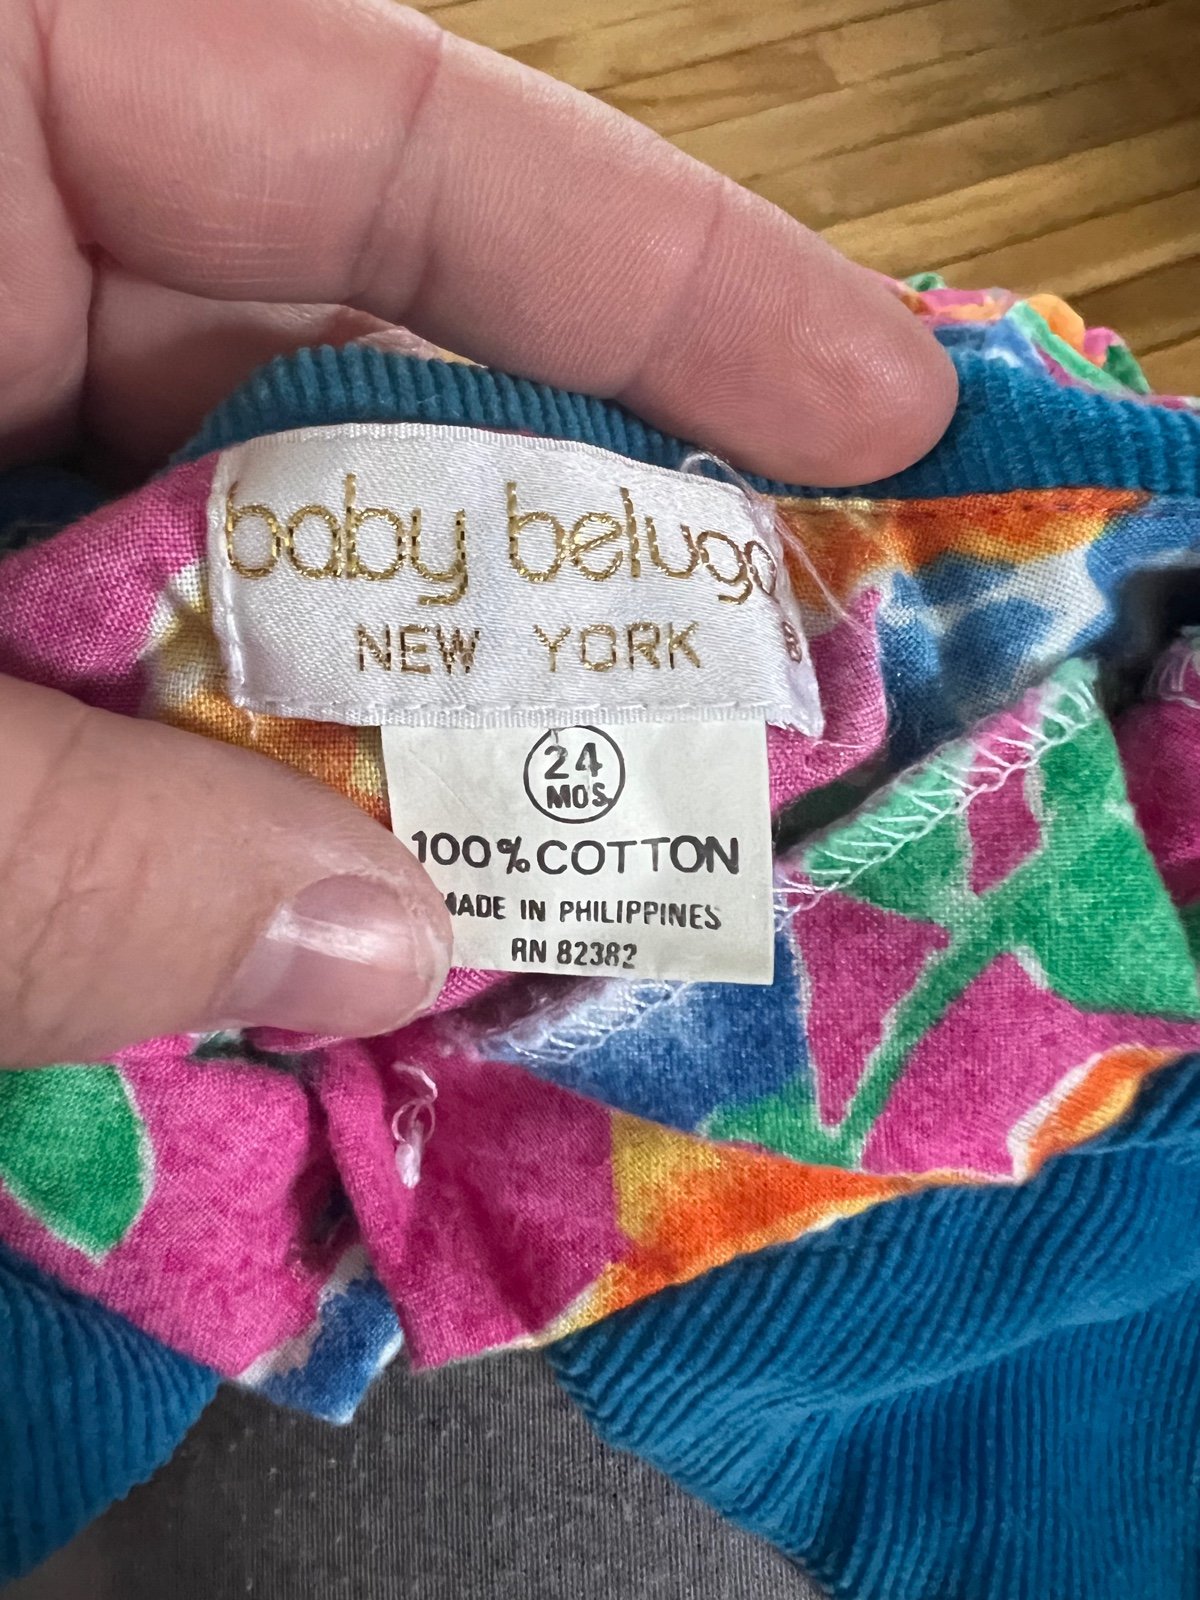 baby beluga
NEW YORK
24
MOS
100% COTTON
MADE IN PHILIPPINES
RN 82382